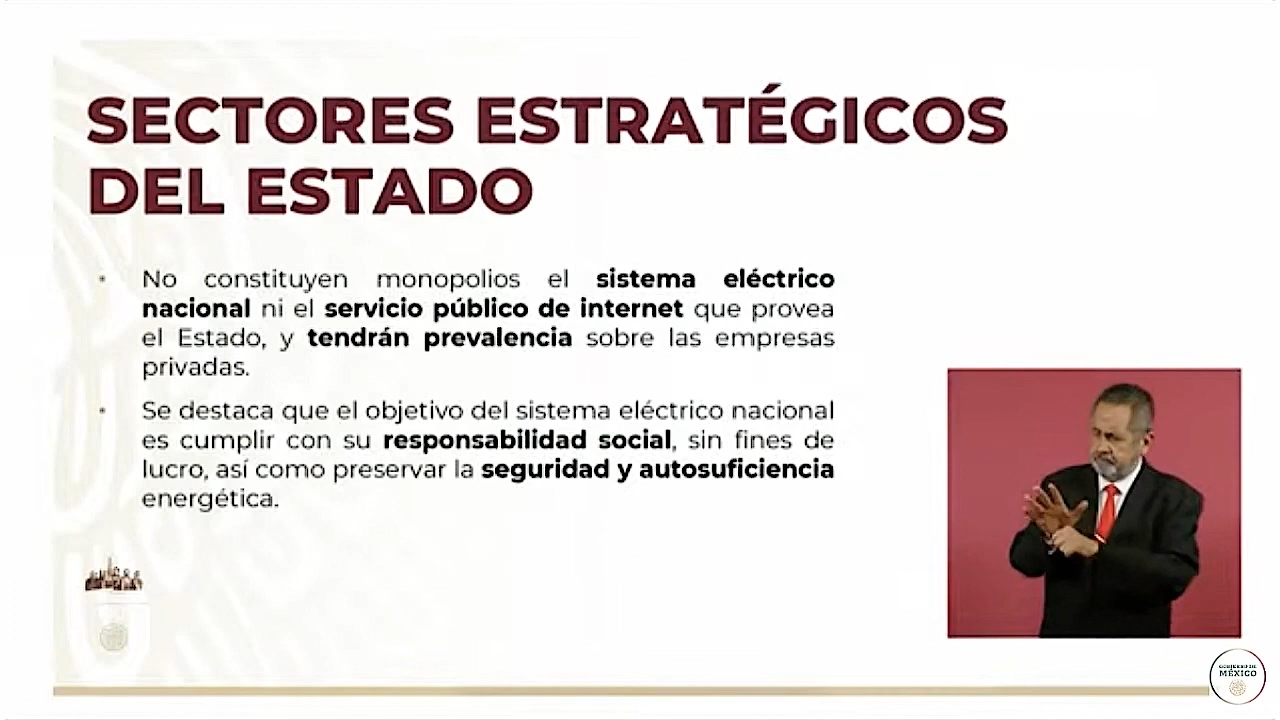 SECTORES ESTRATÉGICOS
DEL ESTADO
• No constituyen monopolios el sistema eléctrico
nacional ni el servicio público de internet que provea
el Estado, y tendrán prevalencia sobre las empresas
privadas.
• Se destaca que el objetivo del sistema eléctrico nacional
es cumplir con su responsabilidad social, sin fines de
lucro, así como preservar la seguridad y autosuficiencia
energética.
GOBIERNO DE
MÉXICO